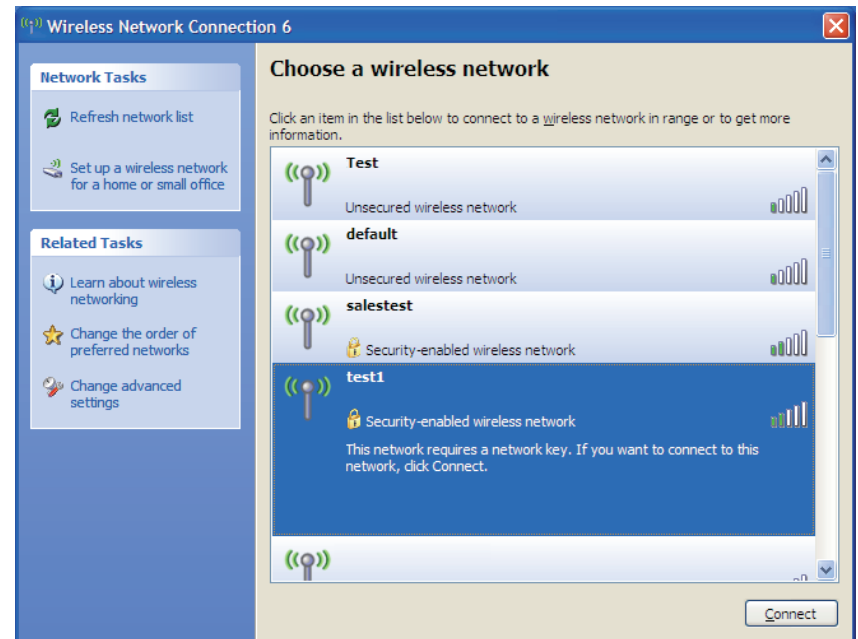 Wireless Network Connection 6
Network Tasks
Refresh network list
Set up a wireless network
for a home or small office
Related Tasks
Learn about wireless
networking
Change the order of
preferred networks
Change advanced
settings
Choose a wireless network
Click an item in the list below to connect to a wireless network in range or to get more
information.
Test
Unsecured wireless network
default
Unsecured wireless network
salestest
Security-enabled wireless network
test1
Security-enabled wireless network
This network requires a network key. If you want to connect to this
network, click Connect.
Connect